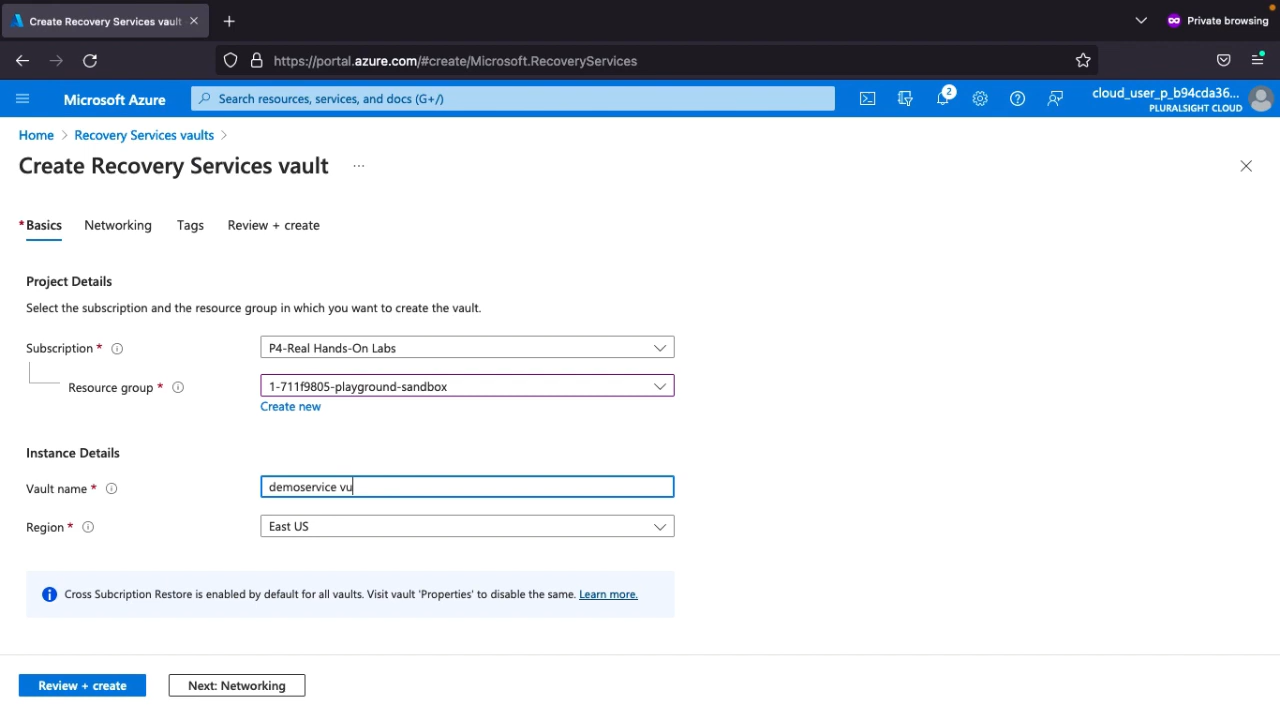 Create Recovery Services vault
Private browsing
https://portal.azure.com/#create/Microsoft.RecoveryServices
Microsoft Azure
Search resources, services, and docs (G+/)
2
cloud_user_p_b94cda36...
PLURALSIGHT CLOUD
Home > Recovery Services vaults >
Create Recovery Services vault ...
* Basics Networking Tags Review + create
Project Details
Select the subscription and the resource group in which you want to create the vault.
Subscription * P4-Real Hands-On Labs
Resource group * 1-711f9805-playground-sandbox
Create new
Instance Details
Vault name * demoservice vu
Region * East US
Cross Subcription Restore is enabled by default for all vaults. Visit vault 'Properties' to disable the same. Learn more.
Review + create Next: Networking